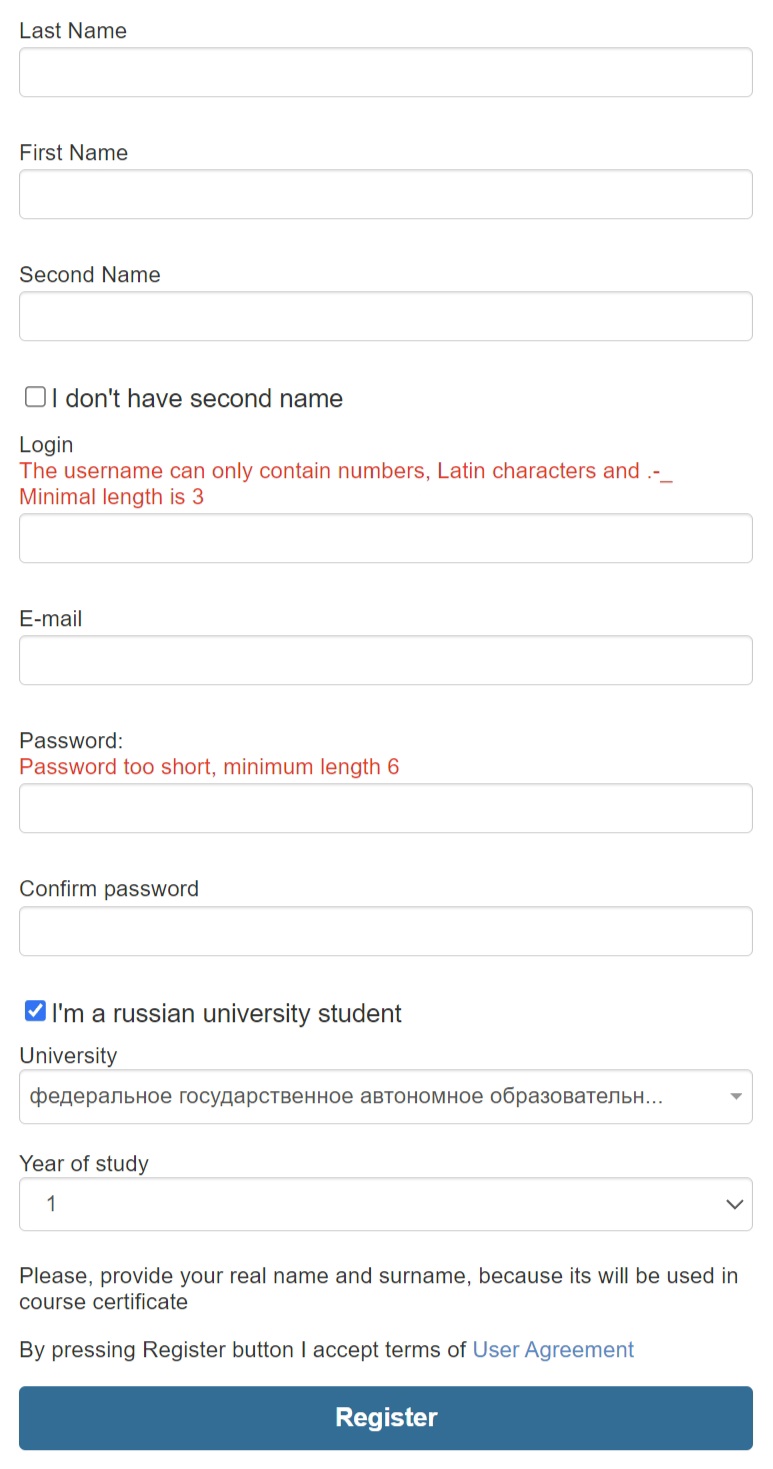 Last Name
First Name
Second Name
I don't have second name
Login
The username can only contain numbers, Latin characters and .-_
Minimal length is 3
E-mail
Password:
Password too short, minimum length 6
Confirm password
I'm a russian university student
University
федеральное государственное автономное образовательн...
Year of study
1
Please, provide your real name and surname, because its will be used in
course certificate
By pressing Register button I accept terms of User Agreement
Register